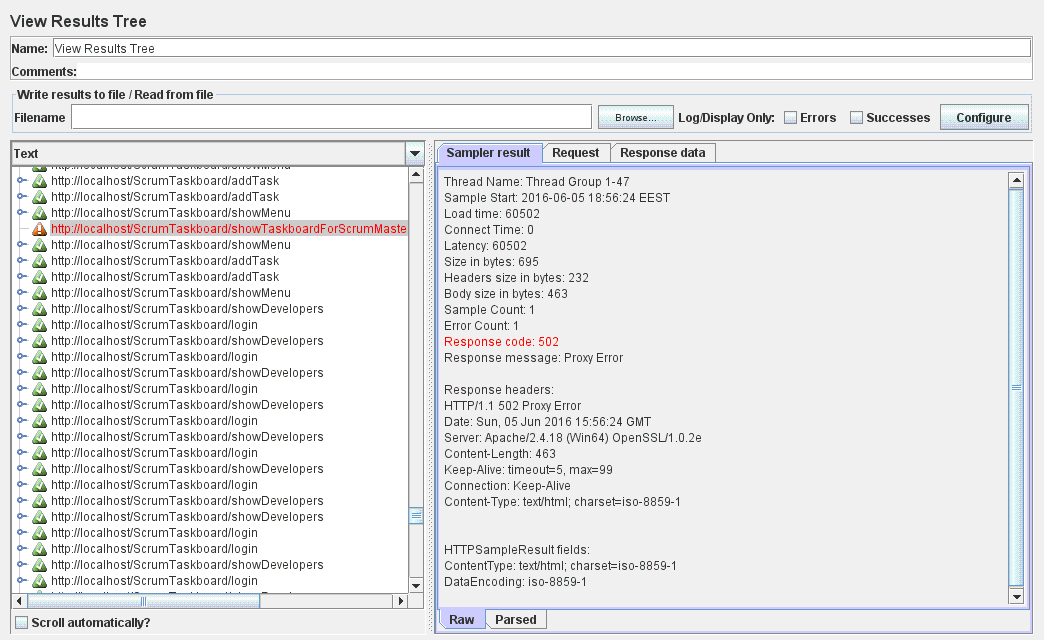 View Results Tree
Name: View Results Tree
Comments:
Write results to file / Read from file
Filename Browse... Log/Display Only: Errors Successes Configure
Text
http://localhost/ScrumTaskboard/addTask
http://localhost/ScrumTaskboard/addTask
http://localhost/ScrumTaskboard/showMenu
http://localhost/ScrumTaskboard/showTaskboardForScrumMaste
http://localhost/ScrumTaskboard/showMenu
http://localhost/ScrumTaskboard/addTask
http://localhost/ScrumTaskboard/addTask
http://localhost/ScrumTaskboard/showMenu
http://localhost/ScrumTaskboard/showDevelopers
http://localhost/ScrumTaskboard/login
http://localhost/ScrumTaskboard/showDevelopers
http://localhost/ScrumTaskboard/login
http://localhost/ScrumTaskboard/showDevelopers
http://localhost/ScrumTaskboard/login
http://localhost/ScrumTaskboard/showDevelopers
http://localhost/ScrumTaskboard/login
http://localhost/ScrumTaskboard/showDevelopers
http://localhost/ScrumTaskboard/login
http://localhost/ScrumTaskboard/showDevelopers
http://localhost/ScrumTaskboard/login
http://localhost/ScrumTaskboard/showDevelopers
http://localhost/ScrumTaskboard/showDevelopers
http://localhost/ScrumTaskboard/login
http://localhost/ScrumTaskboard/login
http://localhost/ScrumTaskboard/showDevelopers
http://localhost/ScrumTaskboard/login
Scroll automatically?
Sampler result Request Response data
Thread Name: Thread Group 1-47
Sample Start: 2016-06-05 18:56:24 EEST
Load time: 60502
Connect Time: 0
Latency: 60502
Size in bytes: 695
Headers size in bytes: 232
Body size in bytes: 463
Sample Count: 1
Error Count: 1
Response code: 502
Response message: Proxy Error
Response headers:
HTTP/1.1 502 Proxy Error
Date: Sun, 05 Jun 2016 15:56:24 GMT
Server: Apache/2.4.18 (Win64) OpenSSL/1.0.2e
Content-Length: 463
Keep-Alive: timeout=5, max=99
Connection: Keep-Alive
Content-Type: text/html; charset=iso-8859-1
HTTPSampleResult fields:
ContentType: text/html; charset=iso-8859-1
DataEncoding: iso-8859-1
Raw Parsed